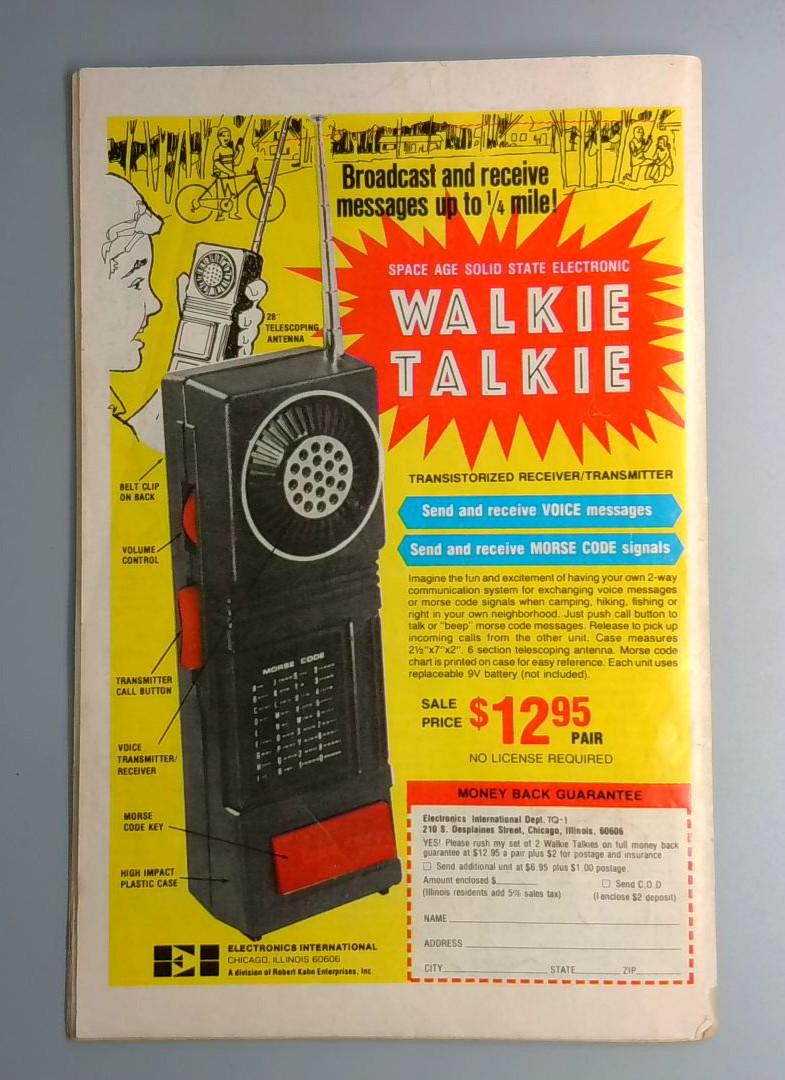 Broadcast and receive
messages up to 1/4 mile!
SPACE AGE SOLID STATE ELECTRONIC
WALKIE
TALKIE
28"
TELESCOPING
ANTENNA
BELT CLIP
ON BACK
VOLUME
CONTROL
TRANSMITTER
CALL BUTTON
VOICE
TRANSMITTER/
RECEIVER
MORSE
CODE KEY
HIGH IMPACT
PLASTIC CASE
MORSE CODE
TRANSISTORIZED RECEIVER/TRANSMITTER
Send and receive VOICE messages
Send and receive MORSE CODE signals
Imagine the fun and excitement of having your own 2-way
communication system for exchanging voice messages
or morse code signals when camping, hiking, fishing or
right in your own neighborhood. Just push call button to
talk or "beep" morse code messages. Release to pick up
incoming calls from the other unit. Case measures
2½"x7"x2". 6 section telescoping antenna. Morse code
chart is printed on case for easy reference. Each unit uses
replaceable 9V battery (not included).
SALE
PRICE $12.95
PAIR
NO LICENSE REQUIRED
MONEY BACK GUARANTEE
Electronics International Dept. TQ-1
210 S. Desplaines Street, Chicago, Illinois, 60606
YES! Please rush my set of 2 Walkie Talkies on full money back
guarantee at $12.95 a pair plus $2 for postage and insurance.
☐ Send additional unit at $6.95 plus $1.00 postage.
Amount enclosed $
☐ Send C.O.D
(Illinois residents add 5% sales tax)
(I enclose $2 deposit)
NAME
ADDRESS
CITY STATE ZIP
ELECTRONICS INTERNATIONAL
CHICAGO, ILLINOIS 60606
A division of Robert Kahn Enterprises, Inc.